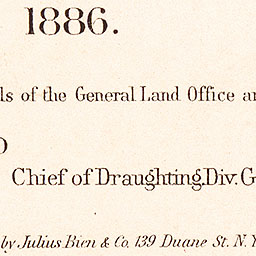 1886.
ls of the General Land Office a
O
Chief of Draughting.Div. G
by Julius Bien & Co. 139 Duane St. N.Y